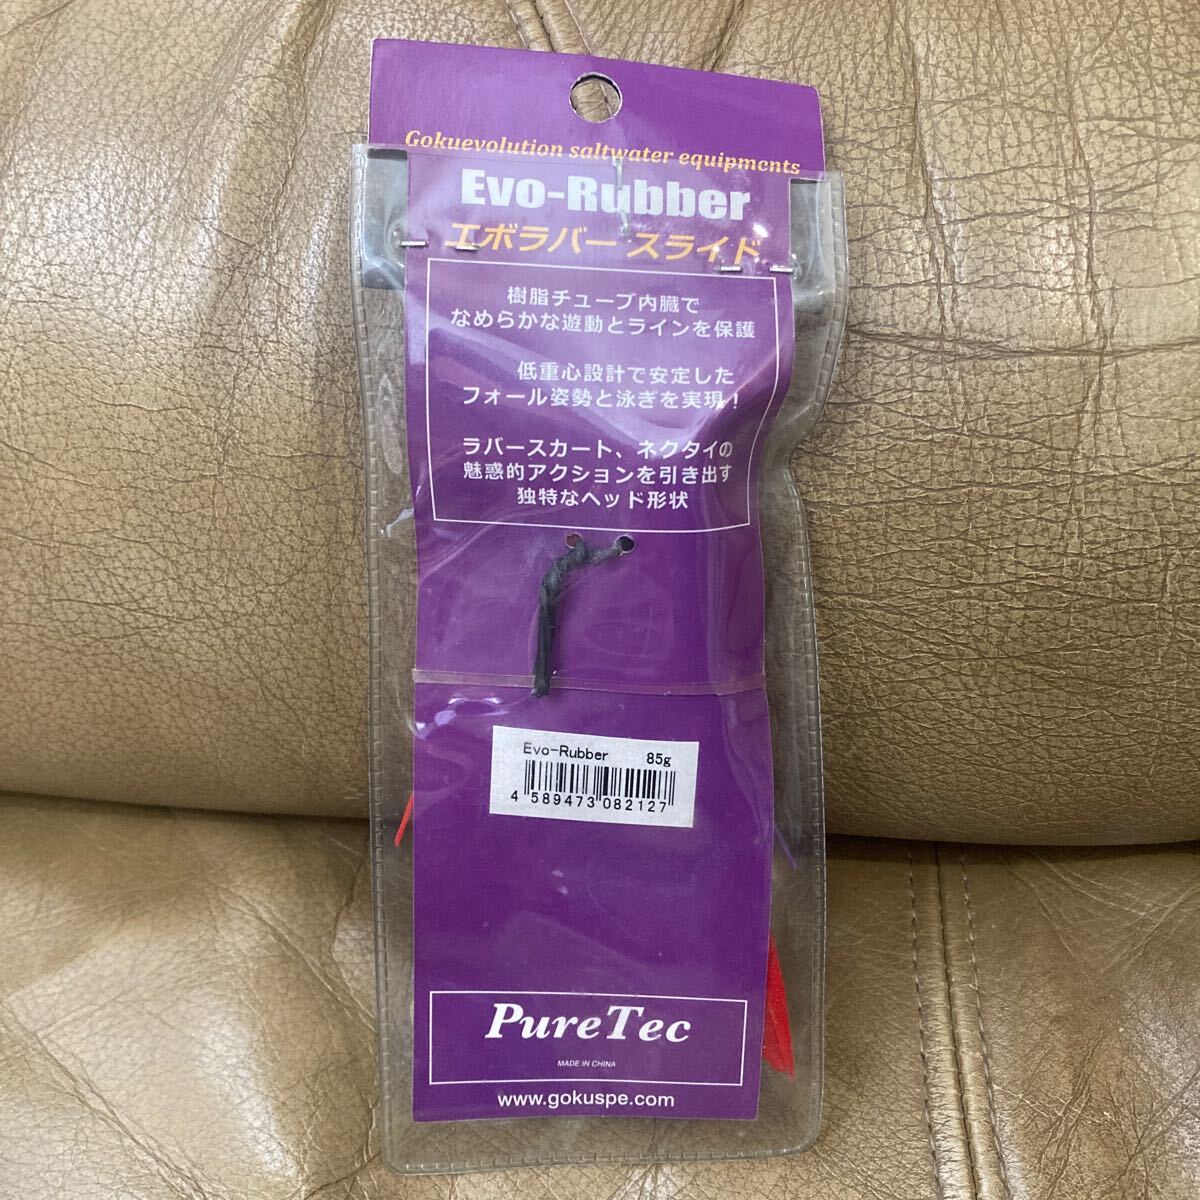 Gokuevolution saltwater equipments
Evo-Rubber
エボラバー スライド
樹脂チューブ内臓で
なめらかな遊動とラインを保護
低重心設計で安定した
フォール姿勢と泳ぎを実現！
ラバースカート、ネクタイの
魅惑的アクションを引き出す
独特なヘッド形状
Evo-Rubber 85g
4 589473 082127
PureTec
MADE IN CHINA
www.gokuspe.com